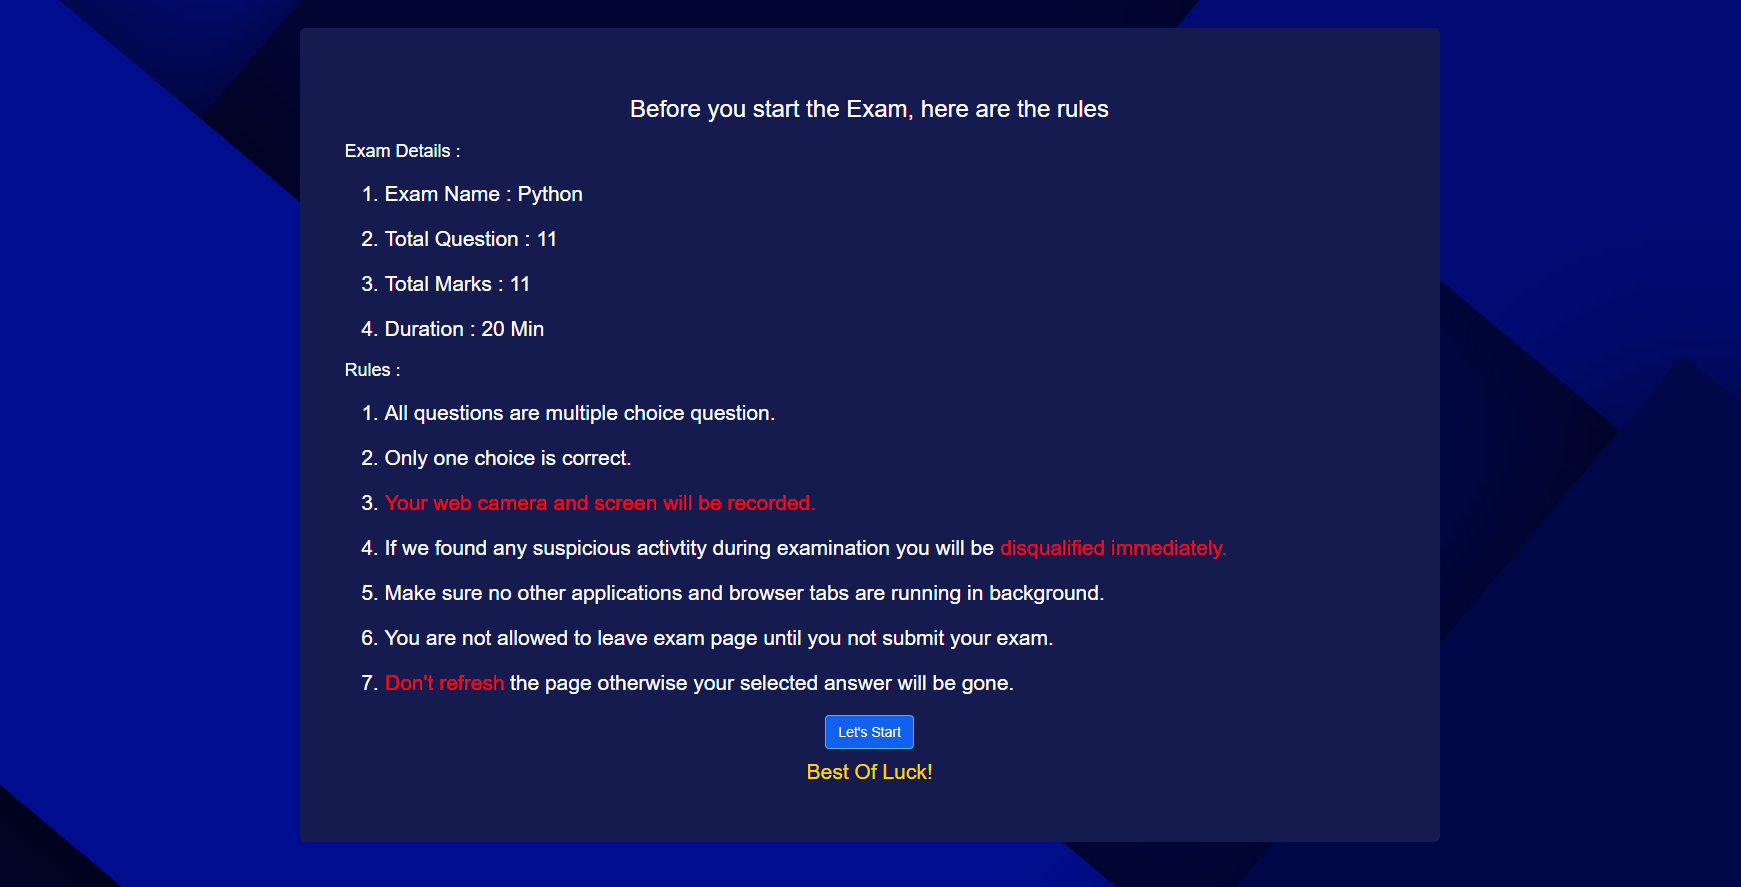 Before you start the Exam, here are the rules
Exam Details :
1. Exam Name : Python
2. Total Question : 11
3. Total Marks : 11
4. Duration : 20 Min
Rules :
1. All questions are multiple choice question.
2. Only one choice is correct.
3. Your web camera and screen will be recorded.
4. If we found any suspicious activtity during examination you will be disqualified immediately.
5. Make sure no other applications and browser tabs are running in background.
6. You are not allowed to leave exam page until you not submit your exam.
7. Don't refresh the page otherwise your selected answer will be gone.
Let's Start
Best Of Luck!